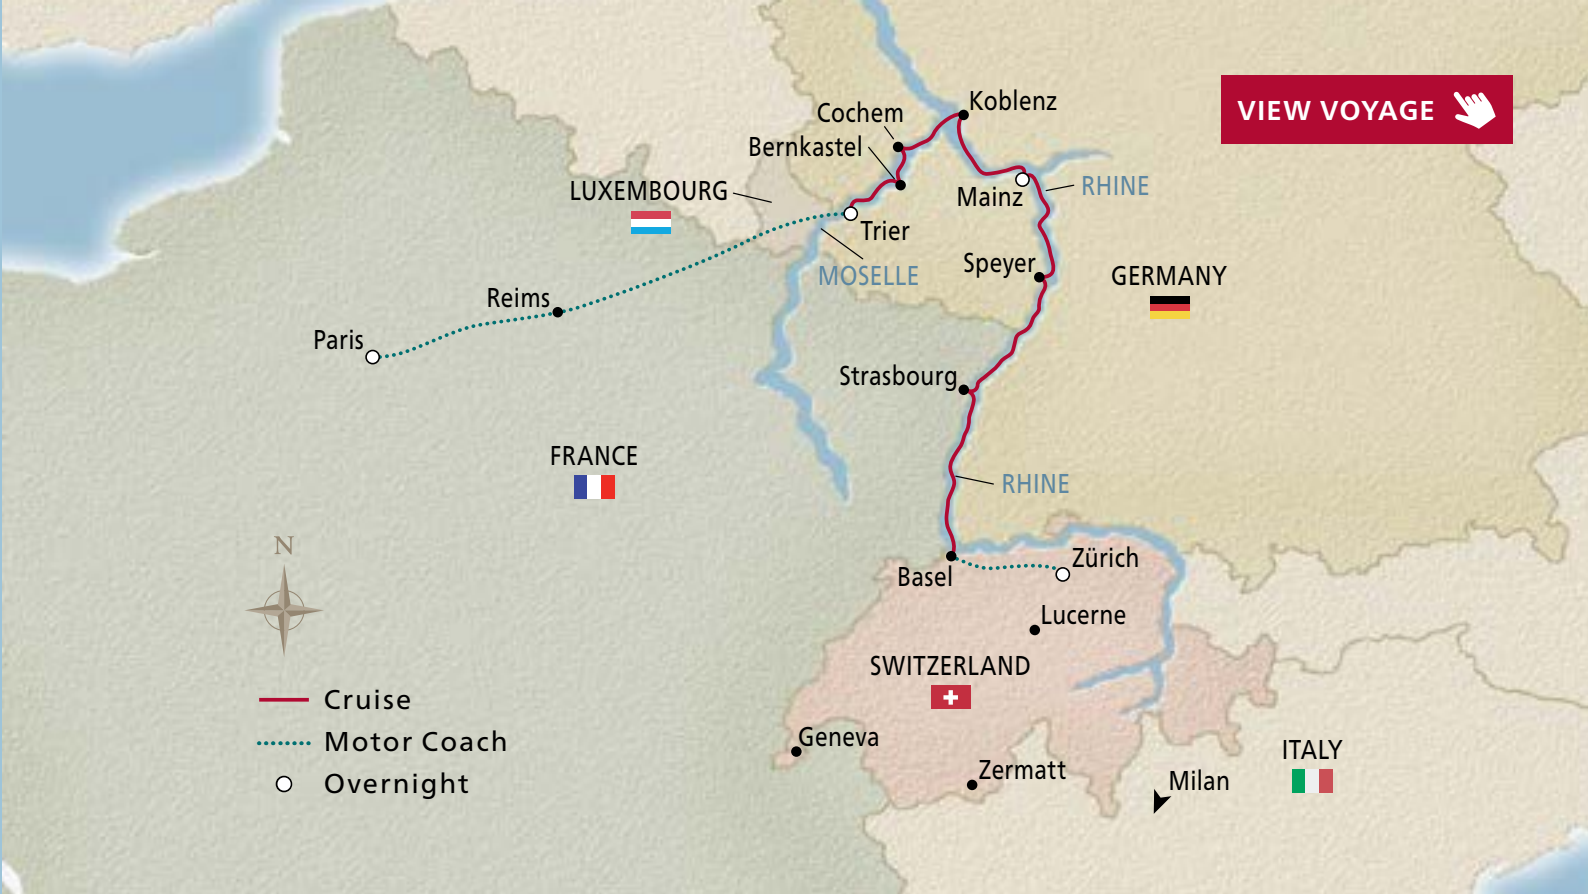 Koblenz
Cochem
VIEW VOYAGE
Bernkastel
LUXEMBOURG
RHINE
Mainz
Trier
Speyer
MOSELLE
GERMANY
Reims
Paris
Strasbourg
FRANCE
RHINE
N
Zürich
Basel
Lucerne
SWITZERLAND
Cruise
Geneva
Motor Coach
ITALY
Zermatt
Milan
Overnight